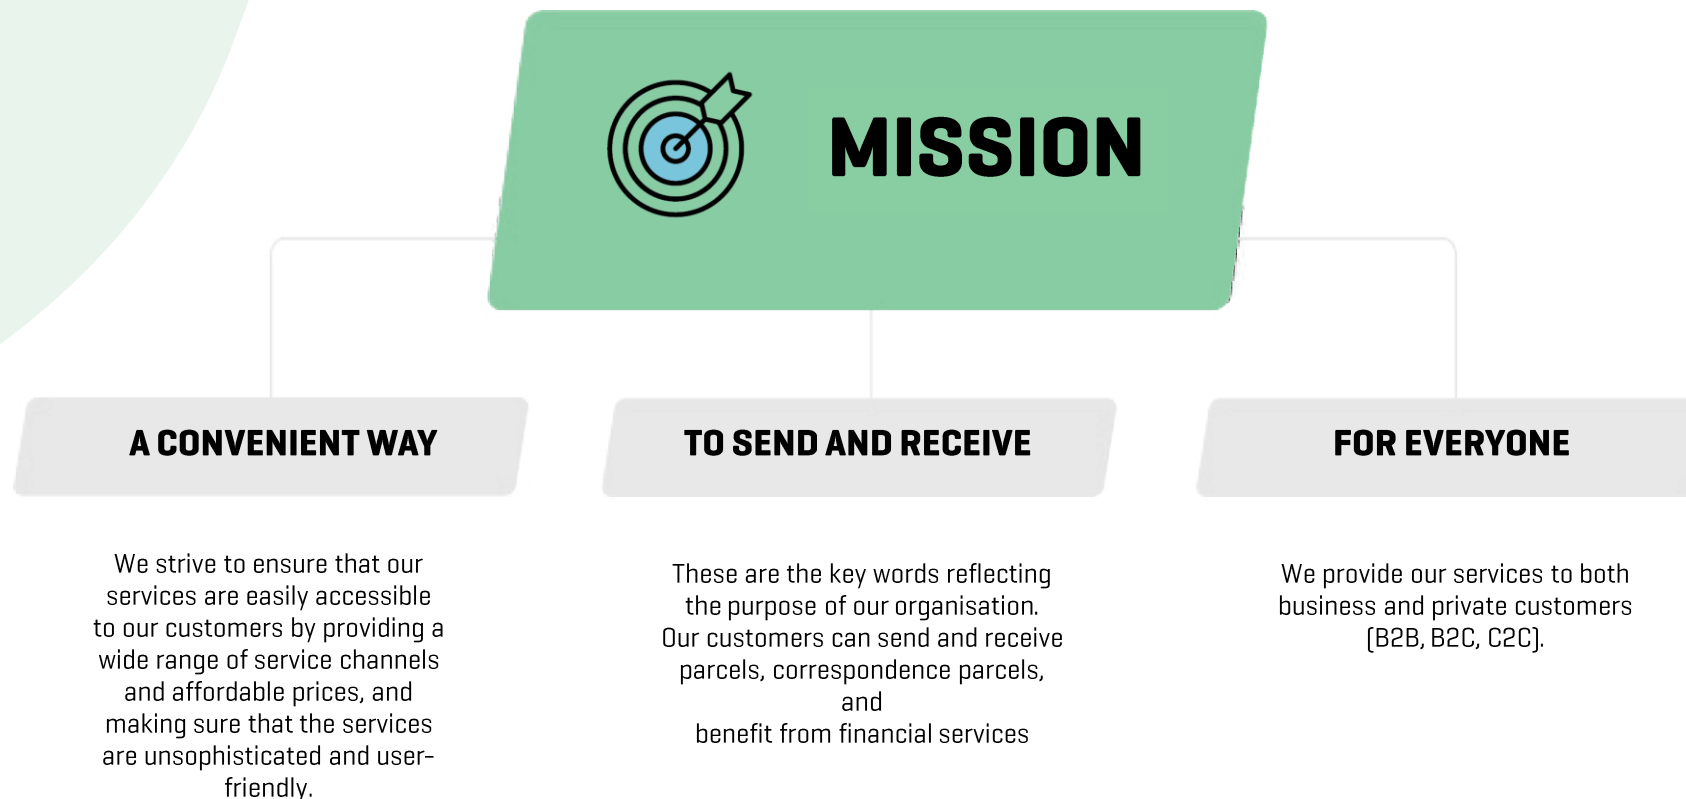 MISSION
A CONVENIENT WAY
We strive to ensure that our
services are easily accessible
to our customers by providing a
wide range of service channels
and affordable prices, and
making sure that the services
are unsophisticated and user-
friendly.
TO SEND AND RECEIVE
These are the key words reflecting
the purpose of our organisation.
Our customers can send and receive
parcels, correspondence parcels,
and
benefit from financial services
FOR EVERYONE
We provide our services to both
business and private customers
(B2B, B2C, C2C).